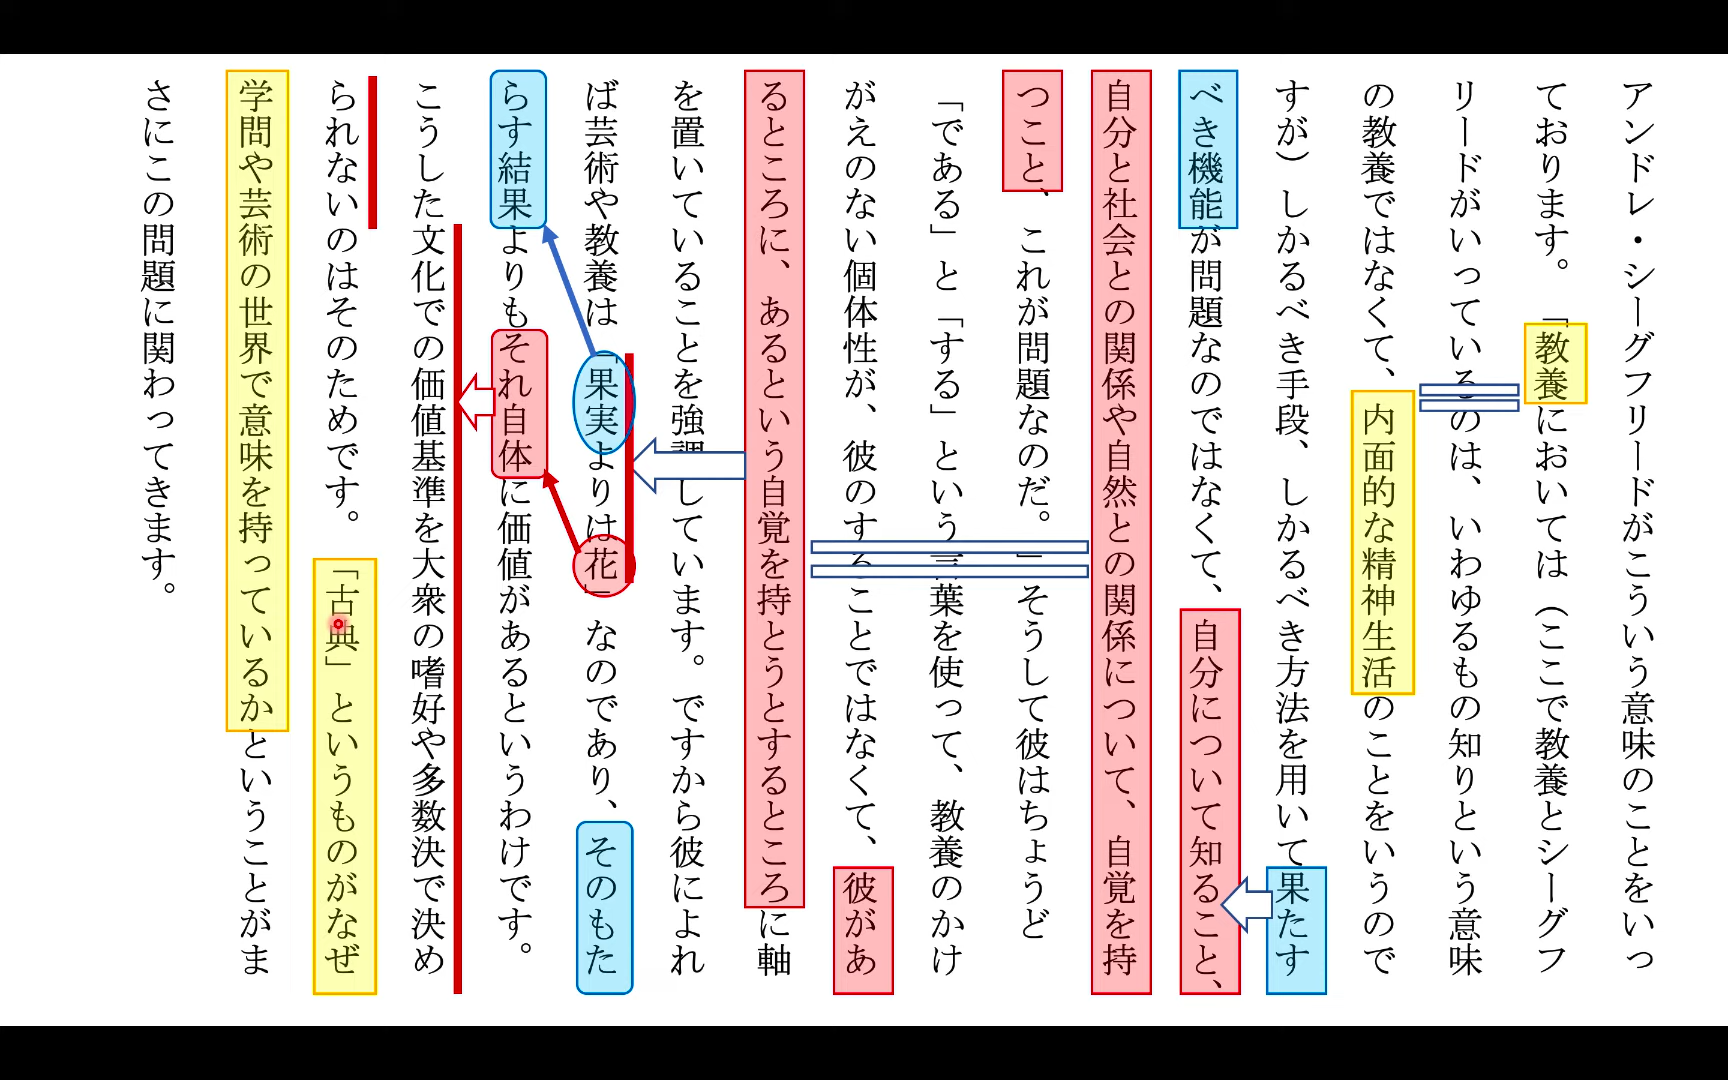 アンドレ・シーグフリードがこういう意味のことをいっ
ております。「教養においては（ここで教養とシーグフ
リードがいっているのは、いわゆるもの知りという意味
の教養ではなくて、内面的な精神生活のことをいうので
すが）しかるべき手段、しかるべき方法を用いて果たす
べき機能が問題なのではなくて、自分について知ること、
自分と社会との関係や自然との関係について、自覚を持
つこと、これが問題なのだ。」そうして彼はちょうど
「である」と「する」という言葉を使って、教養のかけ
がえのない個体性が、彼のすることではなくて、彼があ
るところに、あるという自覚を持とうとするところに軸
を置いていることを強調しています。ですから彼によれ
ば芸術や教養は「果実よりは花」なのであり、そのもた
らす結果よりもそれ自体に価値があるというわけです。
こうした文化での価値基準を大衆の嗜好や多数決で決め
られないのはそのためです。「古典」というものがなぜ
学問や芸術の世界で意味を持っているかということがま
さにこの問題に関わってきます。